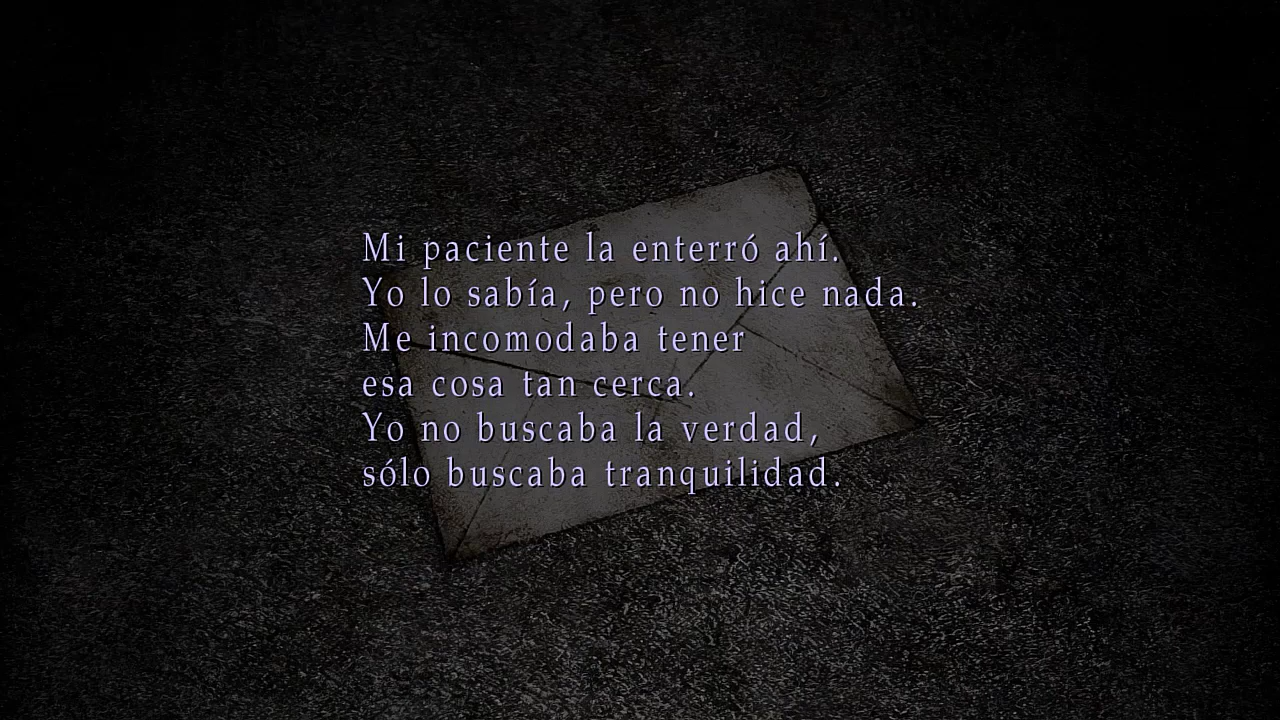 Mi paciente la enterró ahí.
Yo lo sabía, pero no hice nada.
Me incomodaba tener
esa cosa tan cerca.
Yo no buscaba la verdad,
sólo buscaba tranquilidad.